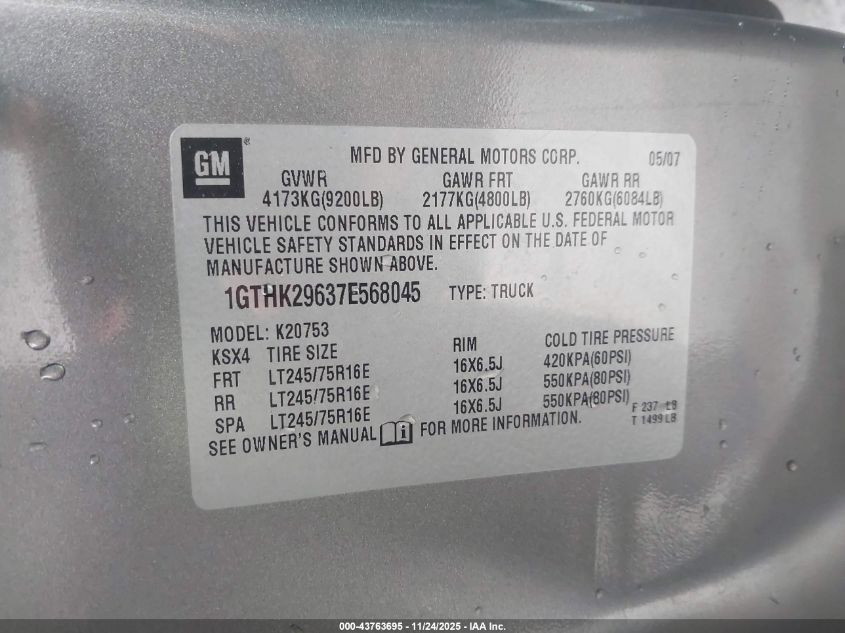 GM ®
MFD BY GENERAL MOTORS CORP. 05/07
GVWR GAWR FRT GAWR RR
4173KG(9200LB) 2177KG(4800LB) 2760KG(6084LB)
THIS VEHICLE CONFORMS TO ALL APPLICABLE U.S. FEDERAL MOTOR
VEHICLE SAFETY STANDARDS IN EFFECT ON THE DATE OF
MANUFACTURE SHOWN ABOVE.
1GTHK29637E568045 TYPE: TRUCK
MODEL: K20753
KSX4 TIRE SIZE RIM COLD TIRE PRESSURE
FRT LT245/75R16E 16X6.5J 420KPA(60PSI)
RR LT245/75R16E 16X6.5J 550KPA(80PSI)
SPA LT245/75R16E 16X6.5J 550KPA(80PSI)
F 237 LB
T 1499 LB
SEE OWNER'S MANUAL i FOR MORE INFORMATION.
000-43763695 - 11/24/2025 - IAA Inc.